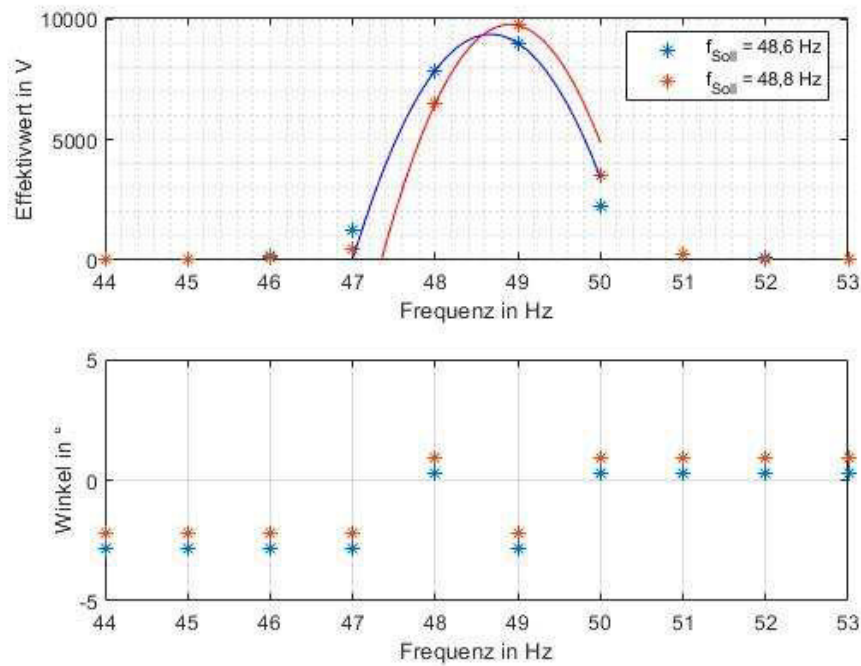 10000
5000
0
Effektivwert in V
f_Soll = 48,6 Hz
f_Soll = 48,8 Hz
44 45 46 47 48 49 50 51 52 53
Frequenz in Hz
5
0
-5
Winkel in °
44 45 46 47 48 49 50 51 52 53
Frequenz in Hz